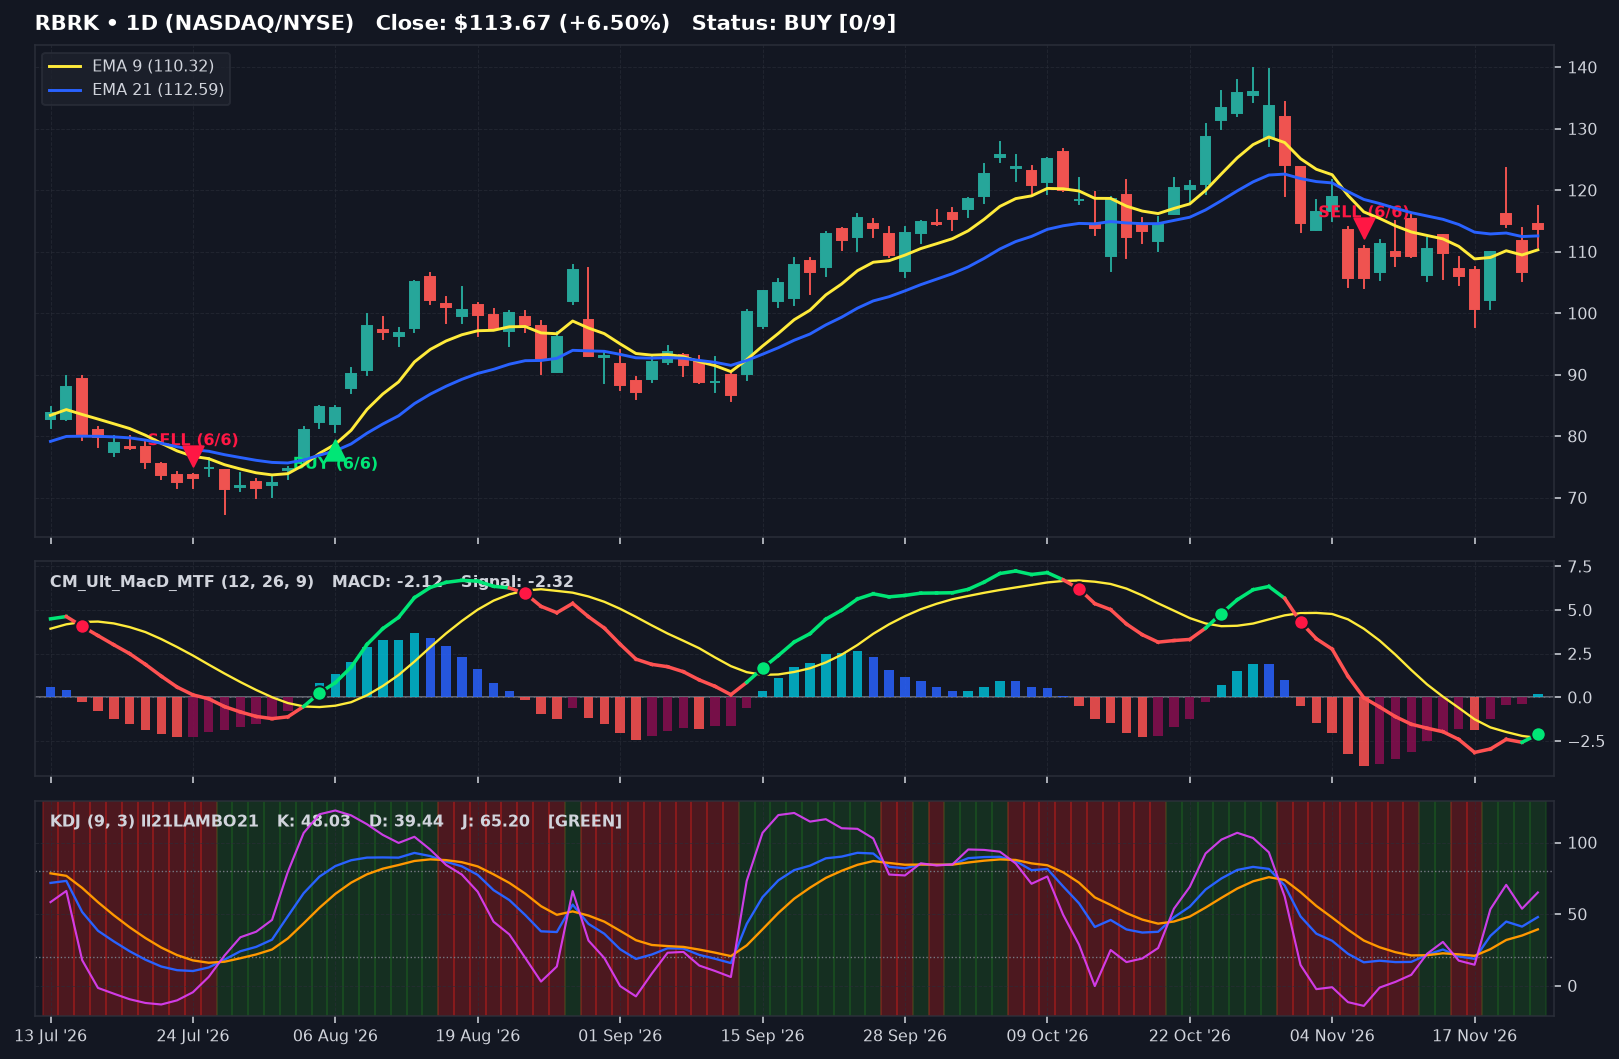 RBRK • 1D (NASDAQ/NYSE)   Close: $113.67 (+6.50%)   Status: BUY [0/9]
EMA 9 (110.32)
EMA 21 (112.59)
140
130
120
110
100
90
80
70
SELL (6/6)
BUY (6/6)
SELL (6/6)
CM_Ult_MacD_MTF (12, 26, 9)   MACD: -2.12   Signal: -2.32
7.5
5.0
2.5
0.0
−2.5
KDJ (9, 3) II21LAMBO21   K: 48.03   D: 39.44   J: 65.20   [GREEN]
100
50
0
13 Jul '26
24 Jul '26
06 Aug '26
19 Aug '26
01 Sep '26
15 Sep '26
28 Sep '26
09 Oct '26
22 Oct '26
04 Nov '26
17 Nov '26